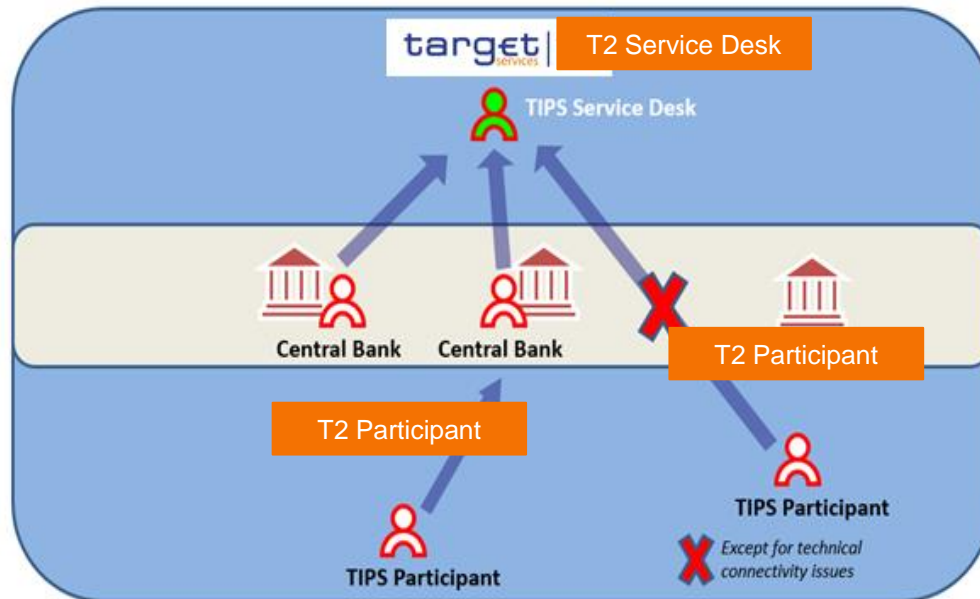 target
services
T2 Service Desk
TIPS Service Desk
Central Bank
Central Bank
T2 Participant
T2 Participant
TIPS Participant
TIPS Participant
Except for technical
connectivity issues